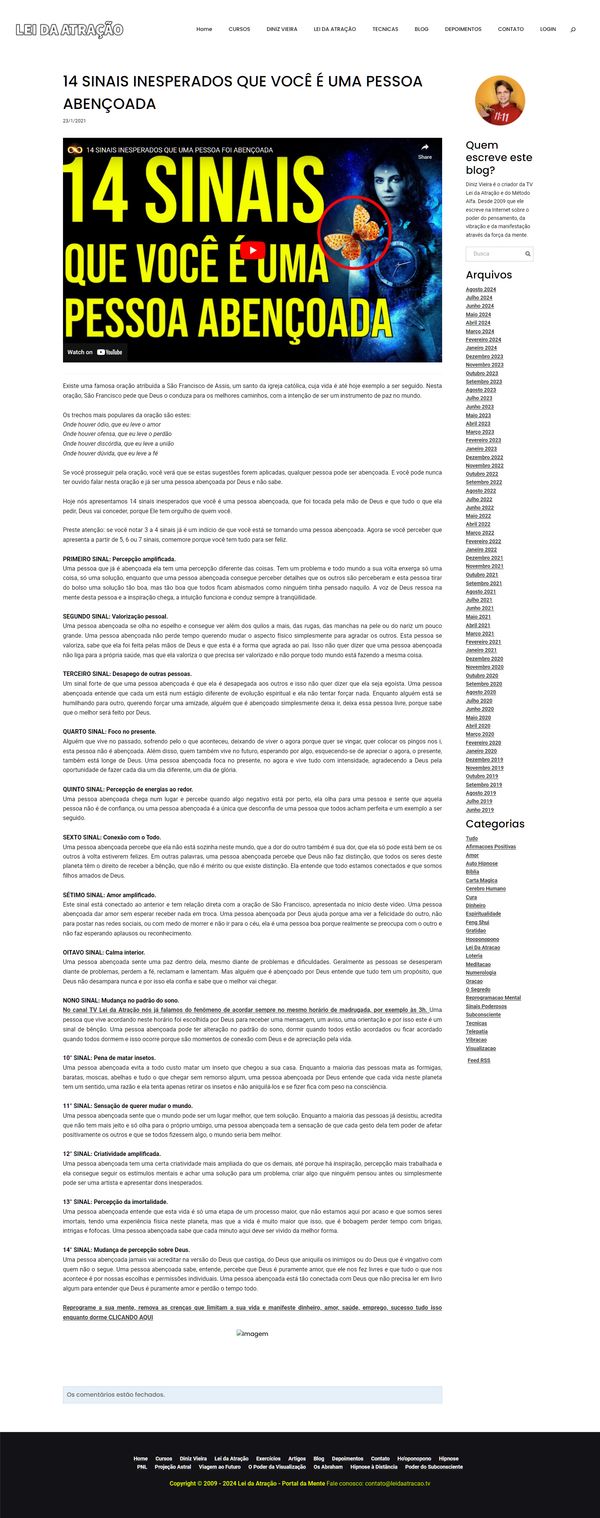 LEI DA ATRAÇÃO
Home CURSOS DINIZ VIEIRA LEI DA ATRAÇÃO TECNICAS BLOG DEPOIMENTOS CONTATO LOGIN
14 SINAIS INESPERADOS QUE VOCÊ É UMA PESSOA
ABENÇOADA
23/1/2021
14 SINAIS INESPERADOS QUE UMA PESSOA FOI ABENÇOADA
Share
14 SINAIS
QUE VOCÊ É UMA
PESSOA ABENÇOADA
Watch on YouTube
Existe uma famosa oração atribuída a São Francisco de Assis, um santo da igreja católica, cuja vida é até hoje exemplo a ser seguido. Nesta
oração, São Francisco pede que Deus o conduza para os melhores caminhos, com a intenção de ser um instrumento de paz no mundo.
Os trechos mais populares da oração são estes:
Onde houver ódio, que eu leve o amor
Onde houver ofensa, que eu leve o perdão
Onde houver discórdia, que eu leve a união
Onde houver dúvida, que eu leve a fé
Se você prosseguir pela oração, você verá que se estas sugestões forem aplicadas, qualquer pessoa pode ser abençoada. E você pode nunca
ter ouvido falar nesta oração e já ser uma pessoa abençoada por Deus e não sabe.
Hoje nós apresentamos 14 sinais inesperados que você é uma pessoa abençoada, que foi tocada pela mão de Deus e que tudo o que ela
pedir, Deus vai conceder, porque Ele tem orgulho de quem você.
Preste atenção: se você notar 3 a 4 sinais já é um indício de que você está se tornando uma pessoa abençoada. Agora se você perceber que
apresenta a partir de 5, 6 ou 7 sinais, comemore porque você tem tudo para ser feliz.
PRIMEIRO SINAL: Percepção amplificada.
Uma pessoa que já é abençoada ela tem uma percepção diferente das coisas. Tem um problema e todo mundo a sua volta enxerga só uma
coisa, só uma solução, enquanto que uma pessoa abençoada consegue perceber detalhes que os outros são perceberam e esta pessoa tirar
do bolso uma solução tão boa, mas tão boa que todos ficam abismados como ninguém tinha pensado naquilo. A voz de Deus ressoa na
mente desta pessoa e a inspiração chega, a intuição funciona e conduz sempre à tranqüilidade.
SEGUNDO SINAL: Valorização pessoal.
Uma pessoa abençoada se olha no espelho e consegue ver além dos quilos a mais, das rugas, das manchas na pele ou do nariz um pouco
grande. Uma pessoa abençoada não perde tempo querendo mudar o aspecto físico simplesmente para agradar os outros. Esta pessoa se
valoriza, sabe que ela foi feita pelas mãos de Deus e que esta é a forma que agrada ao pai. Isso não quer dizer que uma pessoa abençoada
não liga para a própria saúde, mas que ela valoriza o que precisa ser valorizado e não porque todo mundo está fazendo a mesma coisa.
TERCEIRO SINAL: Desapego de outras pessoas.
Um sinal forte de que uma pessoa abençoada é que ela é desapegada aos outros e isso não quer dizer que ela seja egoísta. Uma pessoa
abençoada entende que cada um está num estágio diferente de evolução espiritual e ela não tentar forçar nada. Enquanto alguém está se
humilhando para outro, querendo forçar uma amizade, alguém que é abençoado simplesmente deixa ir, deixa essa pessoa livre, porque sabe
que o melhor será feito por Deus.
QUARTO SINAL: Foco no presente.
Alguém que vive no passado, sofrendo pelo o que aconteceu, deixando de viver o agora porque quer se vingar, quer colocar os pingos nos i,
esta pessoa não é abençoada. Além disso, quem também vive no futuro, esperando por algo, esquecendo-se de apreciar o agora, o presente,
também está longe de Deus. Uma pessoa abençoada foca no presente, no agora e vive tudo com intensidade, agradecendo a Deus pela
oportunidade de fazer cada dia um dia diferente, um dia de glória.
QUINTO SINAL: Percepção de energias ao redor.
Uma pessoa abençoada chega num lugar e percebe quando algo negativo está por perto, ela olha para uma pessoa e sente que aquela
pessoa não é de confiança, ou uma pessoa abençoada é a única que desconfia de uma pessoa que todos acham perfeita e um exemplo a ser
seguido.
SEXTO SINAL: Conexão com o Todo.
Uma pessoa abençoada percebe que ela não está sozinha neste mundo, que a dor do outro também é sua dor, que ela só pode está bem se os
outros à volta estiverem felizes. Em outras palavras, uma pessoa abençoada percebe que Deus não faz distinção, que todos os seres deste
planeta têm o direito de receber a bênção, que não é mérito ou que existe distinção. Ela entende que todo estamos conectados e que somos
filhos amados de Deus.
SÉTIMO SINAL: Amor amplificado.
Este sinal está conectado ao anterior e tem relação direta com a oração de São Francisco, apresentada no início deste vídeo. Uma pessoa
abençoada dar amor sem esperar receber nada em troca. Uma pessoa abençoada por Deus ajuda porque ama ver a felicidade do outro, não
para postar nas redes sociais, ou com medo de morrer e não ir para o céu, ela é uma pessoa boa porque realmente se preocupa com o outro e
não faz esperando aplausos ou reconhecimento.
OITAVO SINAL: Calma interior.
Uma pessoa abençoada sente uma paz dentro dela, mesmo diante de problemas e dificuldades. Geralmente as pessoas se desesperam
diante de problemas, perdem a fé, reclamam e lamentam. Mas alguém que é abençoado por Deus entende que tudo tem um propósito, que
Deus não desampara nunca e por isso ela confia e sabe que o melhor vai chegar.
NONO SINAL: Mudança no padrão do sono.
No canal TV Lei da Atração nós já falamos do fenômeno de acordar sempre no mesmo horário de madrugada, por exemplo às 3h. Uma
pessoa que vive acordando neste horário foi escolhida por Deus para receber uma mensagem, um aviso, uma orientação e por isso este é um
sinal de bênção. Uma pessoa abençoada pode ter alteração no padrão do sono, dormir quando todos estão acordados ou ficar acordado
quando todos dormem e isso ocorre porque são momentos de conexão com Deus e de apreciação pela vida.
10° SINAL: Pena de matar insetos.
Uma pessoa abençoada evita a todo custo matar um inseto que chegou a sua casa. Enquanto a maioria das pessoas mata as formigas,
baratas, moscas, abelhas e tudo o que chegar sem remorso algum, uma pessoa abençoada por Deus entende que cada vida neste planeta
tem um sentido, uma razão e ela tenta apenas retirar os insetos e não aniquilá-los e se fizer fica com peso na consciência.
11° SINAL: Sensação de querer mudar o mundo.
Uma pessoa abençoada sente que o mundo pode ser um lugar melhor, que tem solução. Enquanto a maioria das pessoas já desistiu, acredita
que não tem mais jeito e só olha para o próprio umbigo, uma pessoa abençoada tem a sensação de que cada gesto dela tem poder de afetar
positivamente os outros e que se todos fizessem algo, o mundo seria bem melhor.
12° SINAL: Criatividade amplificada.
Uma pessoa abençoada tem uma certa criatividade mais ampliada do que os demais, até porque há inspiração, percepção mais trabalhada e
ela consegue seguir os estímulos mentais e achar uma solução para um problema, criar algo que ninguém pensou antes ou simplesmente
pode ser uma artista e apresentar dons inesperados.
13° SINAL: Percepção da imortalidade.
Uma pessoa abençoada entende que esta vida é só uma etapa de um processo maior, que não estamos aqui por acaso e que somos seres
imortais, tendo uma experiência física neste planeta, mas que a vida é muito maior que isso, que é bobagem perder tempo com brigas,
intrigas e fofocas. Uma pessoa abençoada sabe que cada minuto aqui deve ser vivido da melhor forma.
14° SINAL: Mudança de percepção sobre Deus.
Uma pessoa abençoada jamais vai acreditar na versão do Deus que castiga, do Deus que aniquila os inimigos ou do Deus que é vingativo com
quem não o segue. Uma pessoa abençoada sabe, entende, percebe que Deus é puramente amor, que ele nos fez livres e que tudo o que nos
acontece é por nossas escolhas e permissões individuais. Uma pessoa abençoada está tão conectada com Deus que não precisa ler em livro
algum para entender que Deus é puramente amor e perdão o tempo todo.
Reprograme a sua mente, remova as crenças que limitam a sua vida e manifeste dinheiro, amor, saúde, emprego, sucesso tudo isso
enquanto dorme CLICANDO AQUI
Imagem
Os comentários estão fechados.
11:11
Quem
escreve este
blog?
Diniz Vieira é o criador da TV
Lei da Atração e do Método
Alfa. Desde 2009 que ele
escreve na Internet sobre o
poder do pensamento, da
vibração e da manifestação
através da força da mente.
Busca
Arquivos
Agosto 2024
Julho 2024
Junho 2024
Maio 2024
Abril 2024
Março 2024
Fevereiro 2024
Janeiro 2024
Dezembro 2023
Novembro 2023
Outubro 2023
Setembro 2023
Agosto 2023
Julho 2023
Junho 2023
Maio 2023
Abril 2023
Março 2023
Fevereiro 2023
Janeiro 2023
Dezembro 2022
Novembro 2022
Outubro 2022
Setembro 2022
Agosto 2022
Julho 2022
Junho 2022
Maio 2022
Abril 2022
Março 2022
Fevereiro 2022
Janeiro 2022
Dezembro 2021
Novembro 2021
Outubro 2021
Setembro 2021
Agosto 2021
Julho 2021
Junho 2021
Maio 2021
Abril 2021
Março 2021
Fevereiro 2021
Janeiro 2021
Dezembro 2020
Novembro 2020
Outubro 2020
Setembro 2020
Agosto 2020
Julho 2020
Junho 2020
Maio 2020
Abril 2020
Março 2020
Fevereiro 2020
Janeiro 2020
Dezembro 2019
Novembro 2019
Outubro 2019
Setembro 2019
Agosto 2019
Julho 2019
Junho 2019
Categorias
Tudo
Afirmacoes Positivas
Amor
Auto Hipnose
Biblia
Carta Magica
Cerebro Humano
Cura
Dinheiro
Espiritualidade
Feng Shui
Gratidao
Hooponopono
Lei Da Atracao
Loteria
Meditacao
Numerologia
Oracao
O Segredo
Reprogramacao Mental
Sinais Poderosos
Subconsciente
Tecnicas
Telepatia
Vibracao
Visualizacao
Feed RSS
Home Cursos Diniz Vieira Lei da Atração Exercícios Artigos Blog Depoimentos Contato Ho'oponopono Hipnose
PNL Projeção Astral Viagem ao Futuro O Poder da Visualização Os Abraham Hipnose à Distância Poder do Subconsciente
Copyright © 2009 - 2024 Lei da Atração - Portal da Mente Fale conosco: contato@leidaatracao.tv